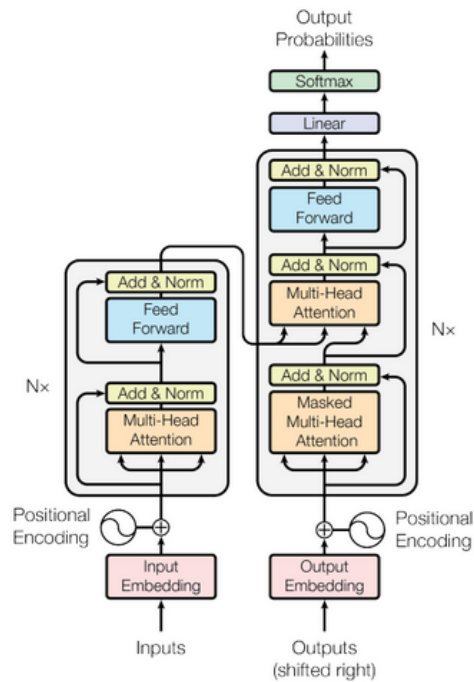 Output
Probabilities
Softmax
Linear
Add & Norm
Feed
Forward
Add & Norm
Multi-Head
Attention
Nx
Add & Norm
Masked
Multi-Head
Attention
Add & Norm
Feed
Forward
Nx
Add & Norm
Multi-Head
Attention
Positional
Encoding
Positional
Encoding
Input
Embedding
Output
Embedding
Inputs
Outputs
(shifted right)